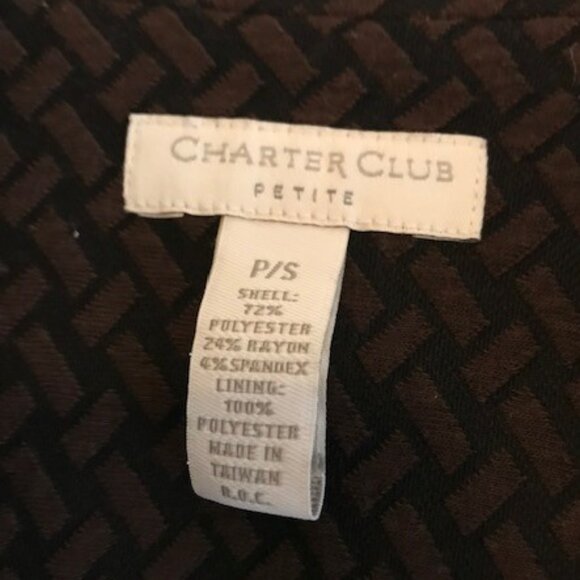 CHARTER CLUB
PETITE
P/S
SHELL:
72%
POLYESTER
24% RAYON
4% SPANDEX
LINING:
100%
POLYESTER
MADE IN
TAIWAN
R.O.C.